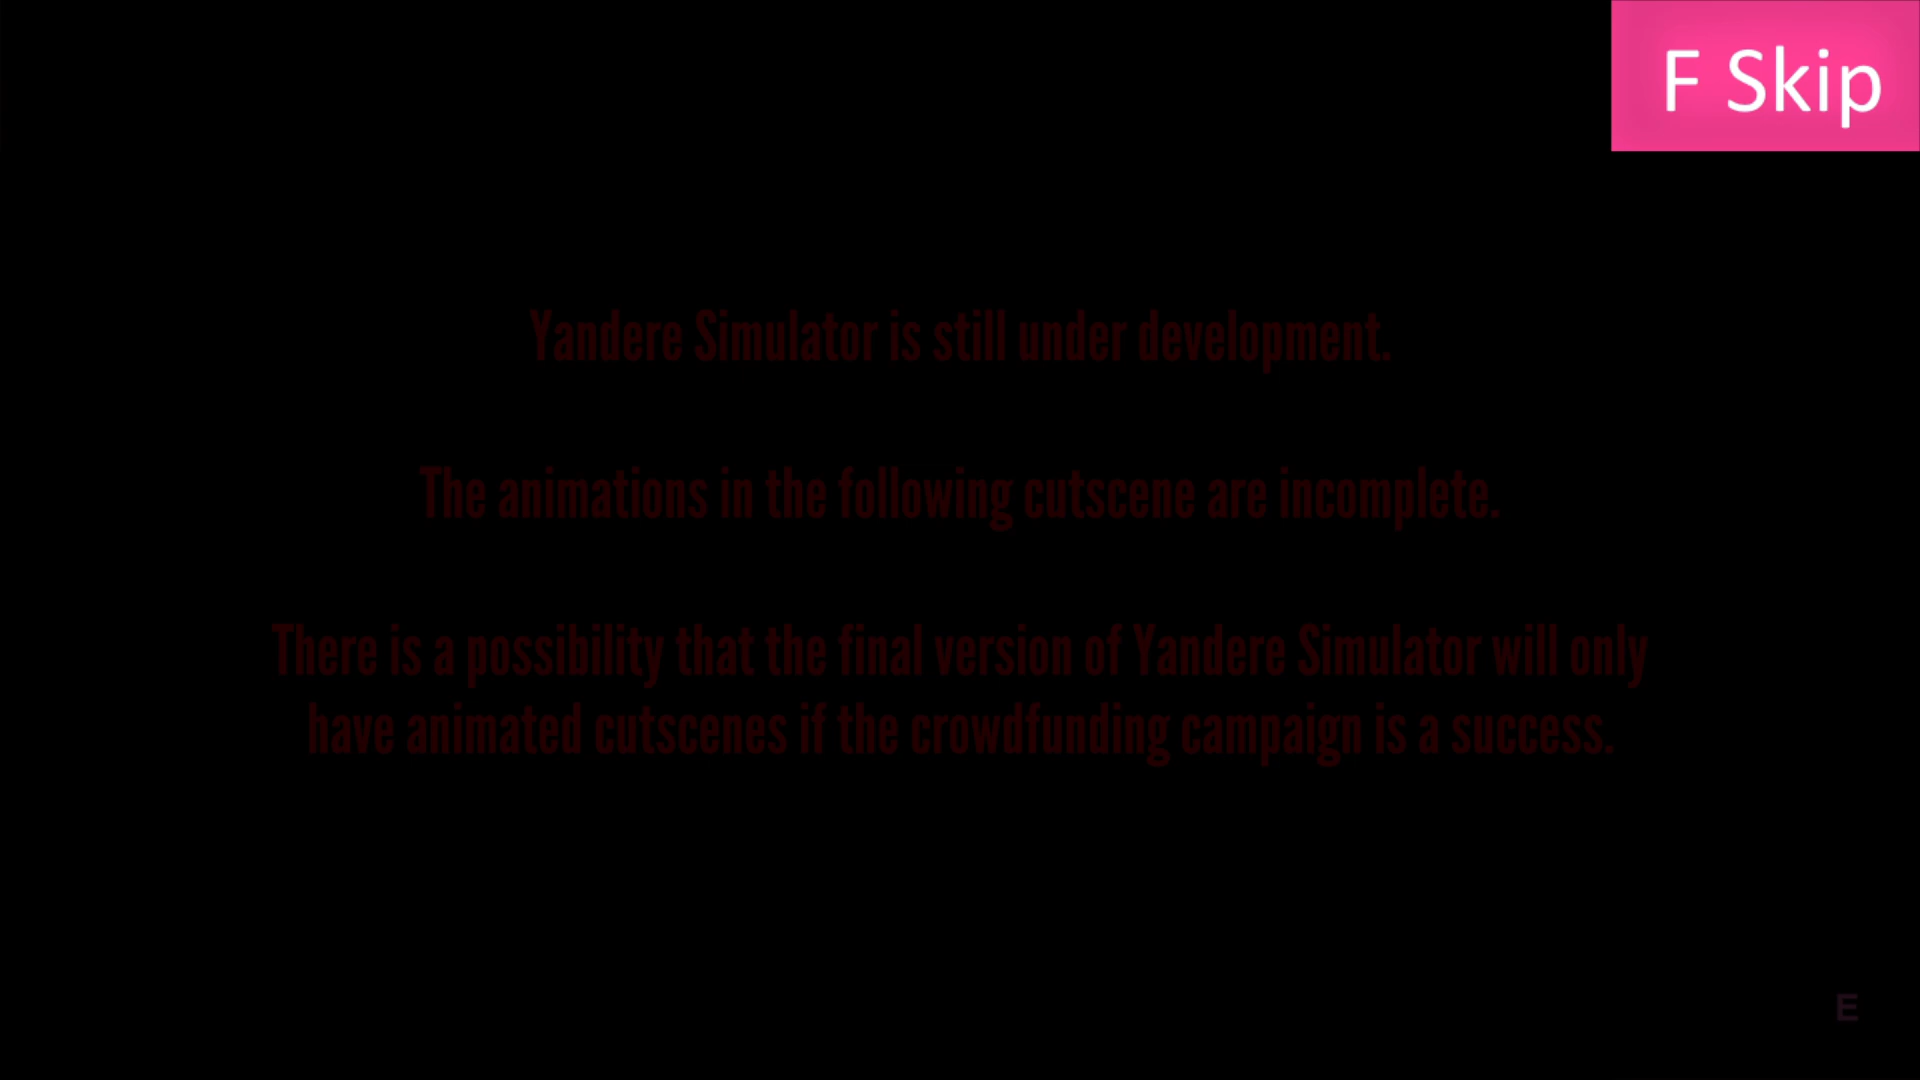 F Skip
Yandere Simulator is still under development.
The animations in the following cutscene are incomplete.
There is a possibility that the final version of Yandere Simulator will only
have animated cutscenes if the crowdfunding campaign is a success.
E